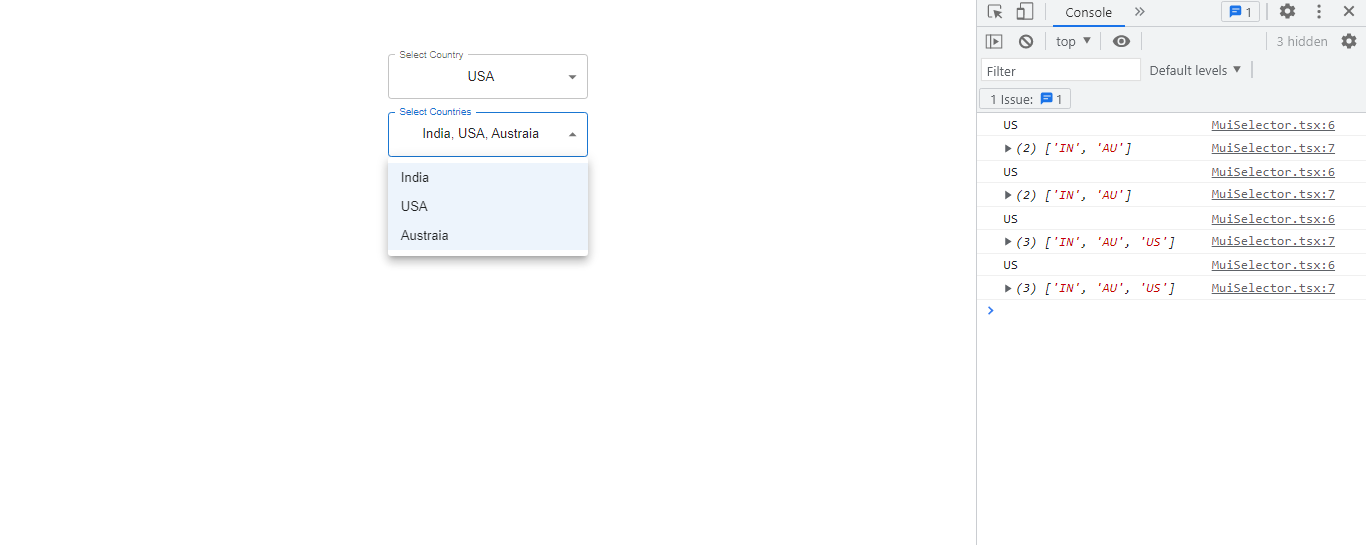 Select Country
USA
Select Countries
India, USA, Austraia
India
USA
Austraia
Console » 1
top 3 hidden
Filter Default levels
1 Issue: 1
US MuiSelector.tsx:6
(2) ['IN', 'AU'] MuiSelector.tsx:7
US MuiSelector.tsx:6
(2) ['IN', 'AU'] MuiSelector.tsx:7
US MuiSelector.tsx:6
(3) ['IN', 'AU', 'US'] MuiSelector.tsx:7
US MuiSelector.tsx:6
(3) ['IN', 'AU', 'US'] MuiSelector.tsx:7